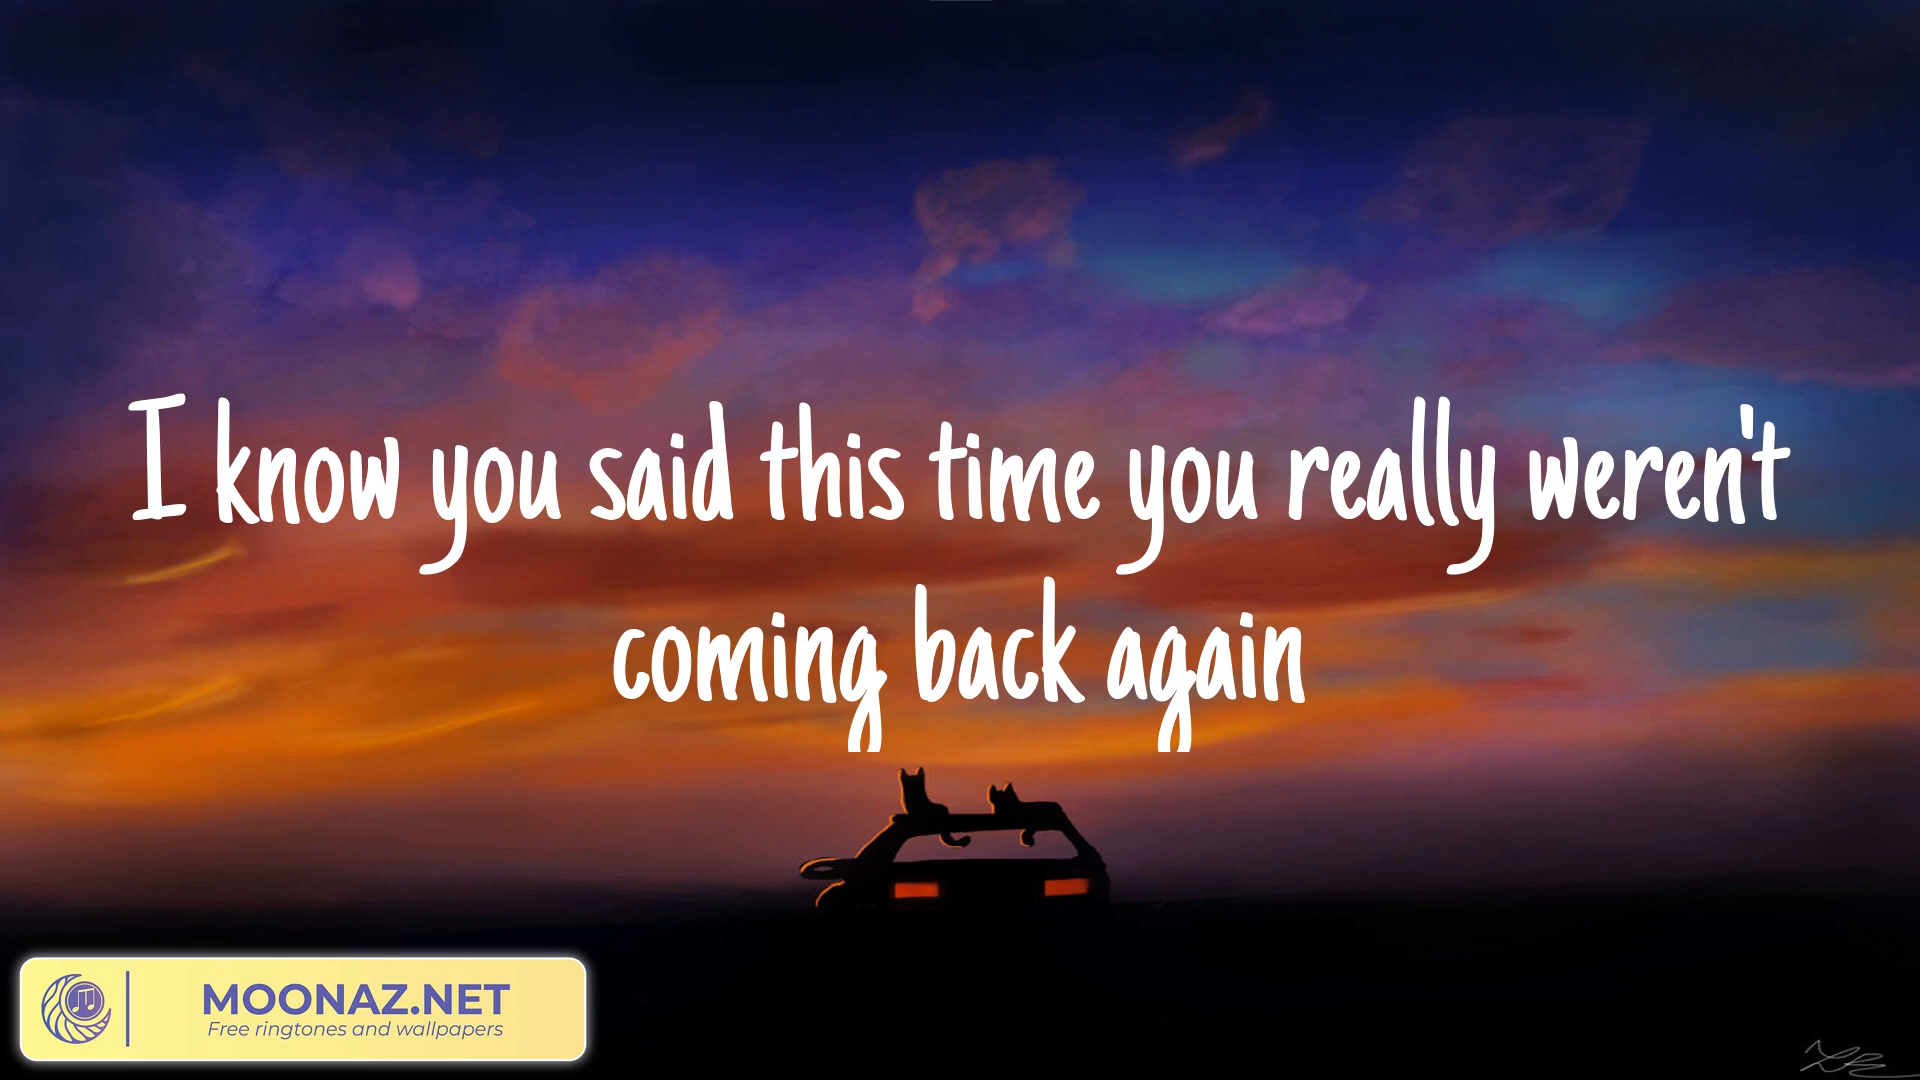 I know you said this time you really weren't
coming back again
MOONAZ.NET
Free ringtones and wallpapers